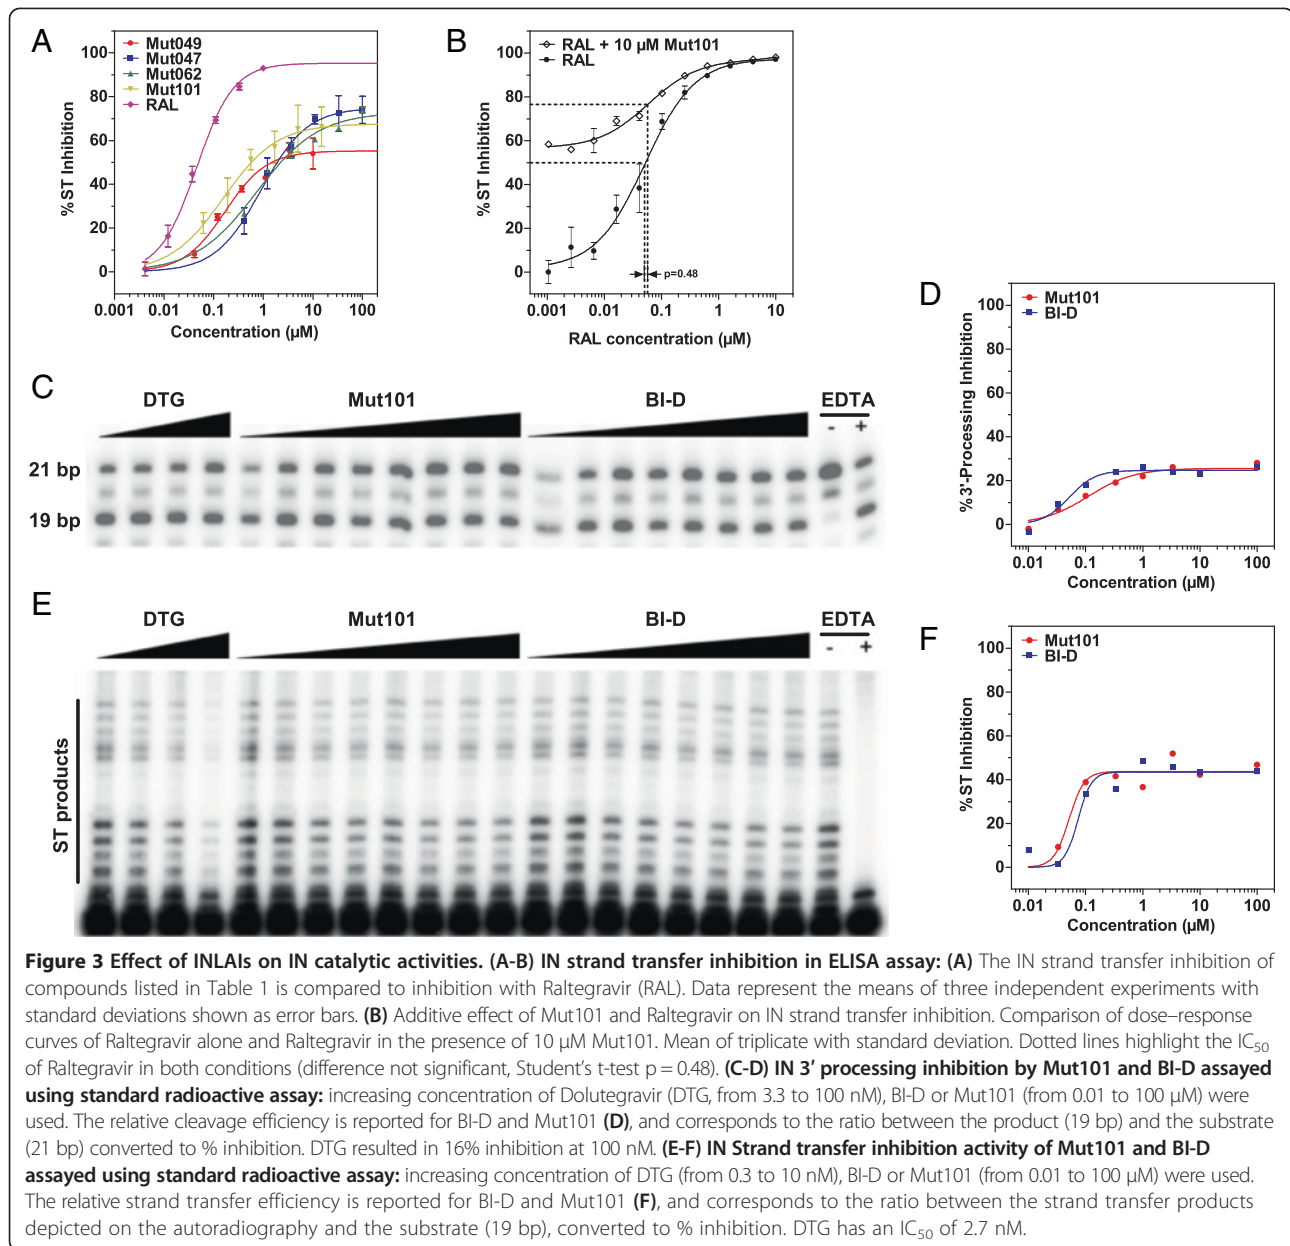 A
Mut049
Mut047
Mut062
Mut101
RAL
%ST Inhibition
100
80
60
40
20
0
0.001
0.01
0.1
1
10
100
Concentration (µM)
B
RAL + 10 µM Mut101
RAL
%ST Inhibition
100
80
60
40
20
0
p=0.48
0.001
0.01
0.1
1
10
RAL concentration (µM)
C
DTG
Mut101
BI-D
EDTA
- +
21 bp
19 bp
D
Mut101
BI-D
%3'-Processing Inhibition
100
80
60
40
20
0
0.01
0.1
1
10
100
Concentration (µM)
E
DTG
Mut101
BI-D
EDTA
- +
ST products
F
Mut101
BI-D
%ST Inhibition
100
80
60
40
20
0
0.01
0.1
1
10
100
Concentration (µM)
Figure 3 Effect of INLAIs on IN catalytic activities. (A-B) IN strand transfer inhibition in ELISA assay: (A) The IN strand transfer inhibition of
compounds listed in Table 1 is compared to inhibition with Raltegravir (RAL). Data represent the means of three independent experiments with
standard deviations shown as error bars. (B) Additive effect of Mut101 and Raltegravir on IN strand transfer inhibition. Comparison of dose–response
curves of Raltegravir alone and Raltegravir in the presence of 10 µM Mut101. Mean of triplicate with standard deviation. Dotted lines highlight the IC50
of Raltegravir in both conditions (difference not significant, Student's t-test p = 0.48). (C-D) IN 3' processing inhibition by Mut101 and BI-D assayed
using standard radioactive assay: increasing concentration of Dolutegravir (DTG, from 3.3 to 100 nM), BI-D or Mut101 (from 0.01 to 100 µM) were
used. The relative cleavage efficiency is reported for BI-D and Mut101 (D), and corresponds to the ratio between the product (19 bp) and the substrate
(21 bp) converted to % inhibition. DTG resulted in 16% inhibition at 100 nM. (E-F) IN Strand transfer inhibition activity of Mut101 and BI-D
assayed using standard radioactive assay: increasing concentration of DTG (from 0.3 to 10 nM), BI-D or Mut101 (from 0.01 to 100 µM) were used.
The relative strand transfer efficiency is reported for BI-D and Mut101 (F), and corresponds to the ratio between the strand transfer products
depicted on the autoradiography and the substrate (19 bp), converted to % inhibition. DTG has an IC50 of 2.7 nM.